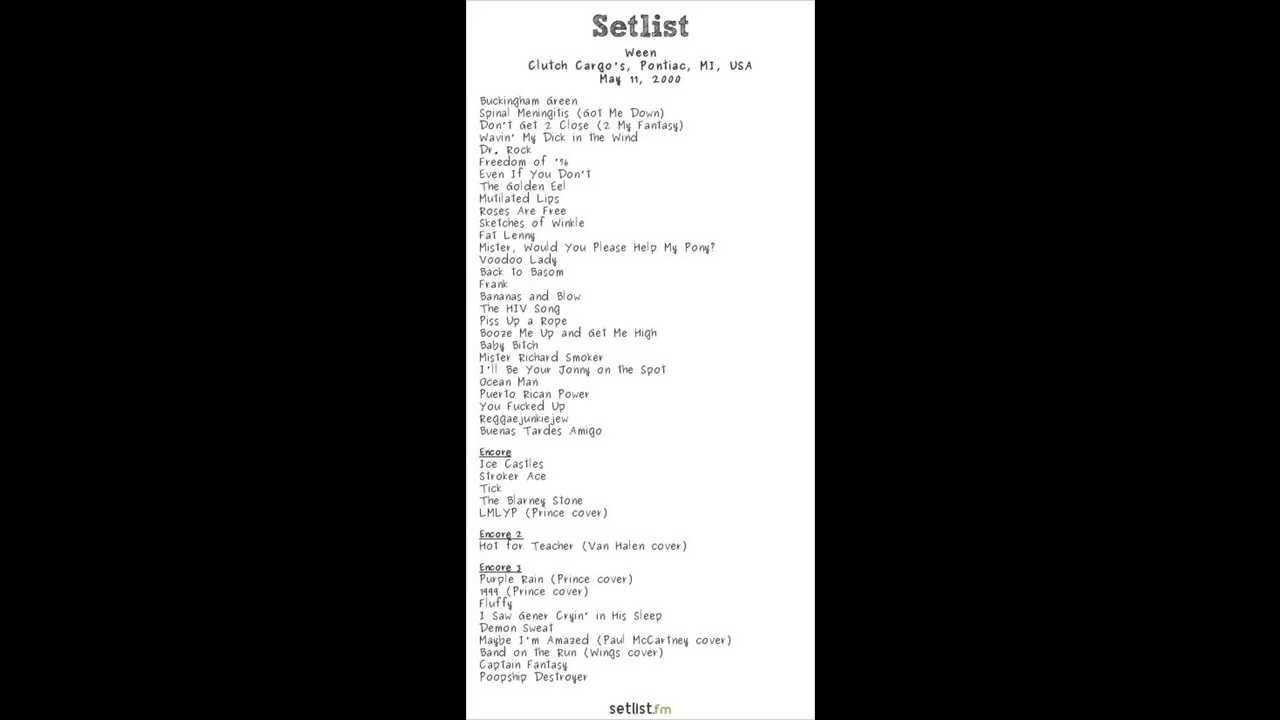 Setlist
Ween
Clutch Cargo's, Pontiac, MI, USA
May 11, 2000
Buckingham Green
Spinal Meningitis (Got Me Down)
Don't Get 2 Close (2 My Fantasy)
Wavin' My Dick in the Wind
Dr. Rock
Freedom of '76
Even If You Don't
The Golden Eel
Mutilated Lips
Roses Are Free
Sketches of Winkle
Fat Lenny
Mister, Would You Please Help My Pony?
Voodoo Lady
Back to Basom
Frank
Bananas and Blow
The HIV Song
Piss Up a Rope
Booze Me Up and Get Me High
Baby Bitch
Mister Richard Smoker
I'll Be Your Jonny on the Spot
Ocean Man
Puerto Rican Power
You Fucked Up
Reggaejunkiejew
Buenas Tardes Amigo
Encore
Ice Castles
Stroker Ace
Tick
The Blarney Stone
LMLYP (Prince cover)
Encore 2
Hot for Teacher (Van Halen cover)
Encore 3
Purple Rain (Prince cover)
1999 (Prince cover)
Fluffy
I Saw Gener Cryin' in His Sleep
Demon Sweat
Maybe I'm Amazed (Paul McCartney cover)
Band on the Run (Wings cover)
Captain Fantasy
Poopship Destroyer
setlist.fm